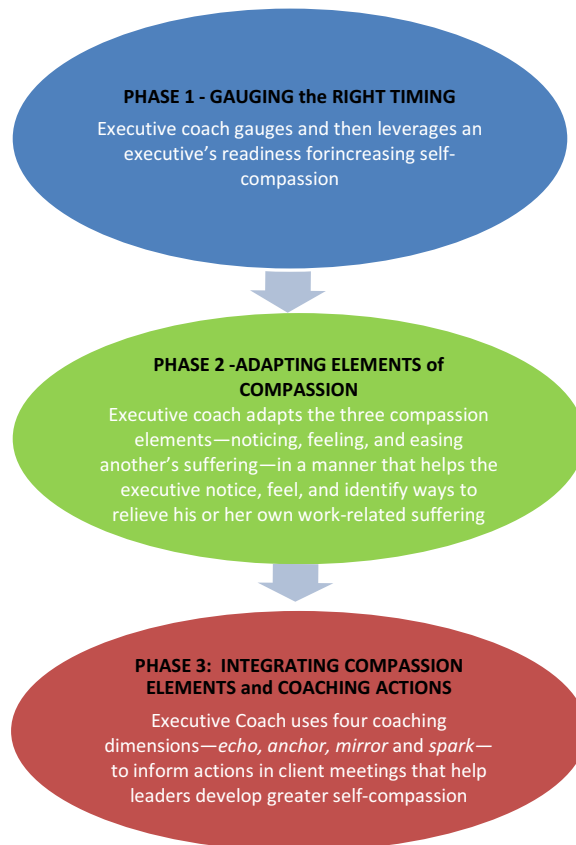 PHASE 1 - GAUGING the RIGHT TIMING
Executive coach gauges and then leverages an
executive’s readiness forincreasing self-
compassion
PHASE 2 -ADAPTING ELEMENTS of
COMPASSION
Executive coach adapts the three compassion
elements—noticing, feeling, and easing
another’s suffering—in a manner that helps the
executive notice, feel, and identify ways to
relieve his or her own work-related suffering
PHASE 3:  INTEGRATING COMPASSION
ELEMENTS and COACHING ACTIONS
Executive Coach uses four coaching
dimensions—echo, anchor, mirror and spark—
to inform actions in client meetings that help
leaders develop greater self-compassion